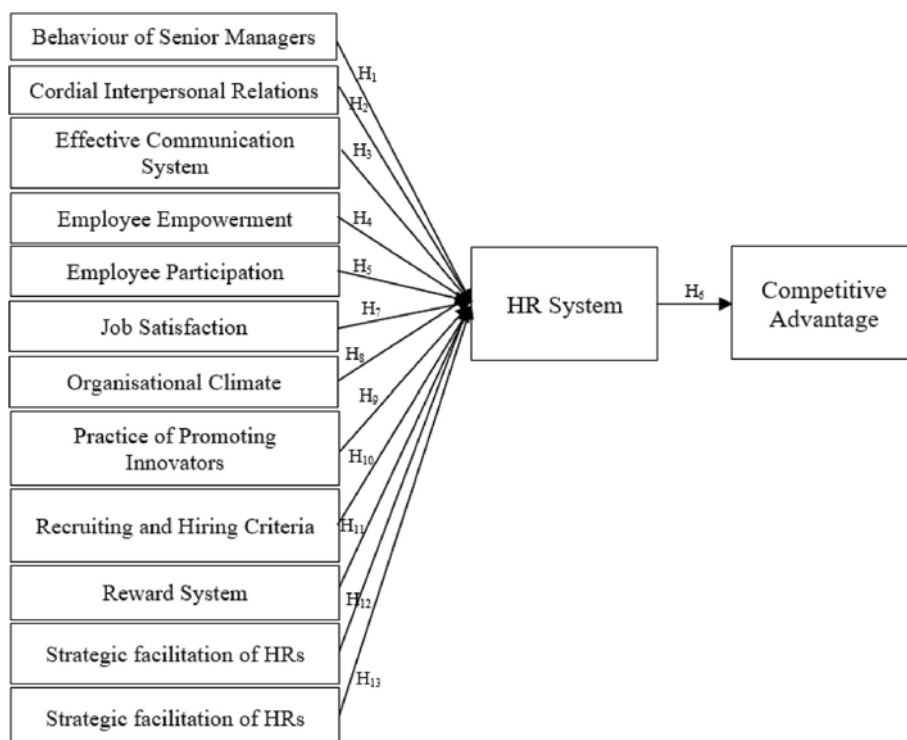 Behaviour of Senior Managers
Cordial Interpersonal Relations
Effective Communication
System
Employee Empowerment
Employee Participation
Job Satisfaction
Organisational Climate
Practice of Promoting
Innovators
Recruiting and Hiring Criteria
Reward System
Strategic facilitation of HRs
Strategic facilitation of HRs
H₁
H₂
H₃
H₄
H₅
H₇
H₈
H₉
H₁₀
H₁₁
H₁₂
H₁₃
HR System
H₆
Competitive
Advantage